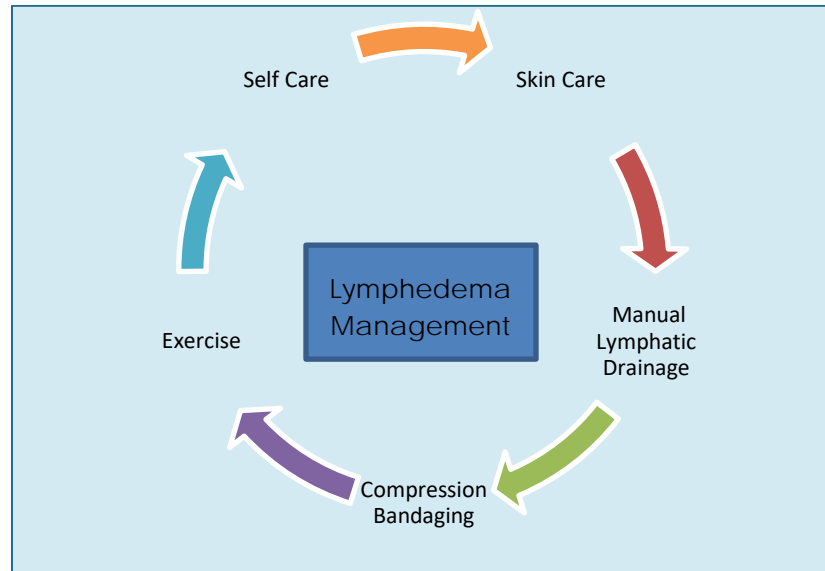 Self Care
Skin Care
Lymphedema
Management
Manual
Lymphatic
Drainage
Exercise
Compression
Bandaging